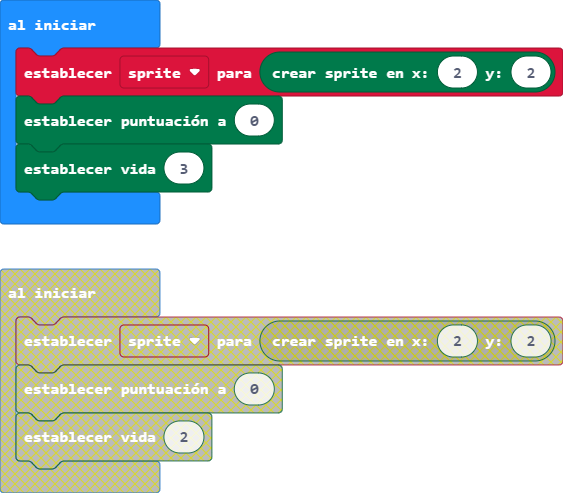 al iniciar
establecer sprite para crear sprite en x: 2 y: 2
establecer puntuación a 0
establecer vida 3
al iniciar
establecer sprite para crear sprite en x: 2 y: 2
establecer puntuación a 0
establecer vida 2